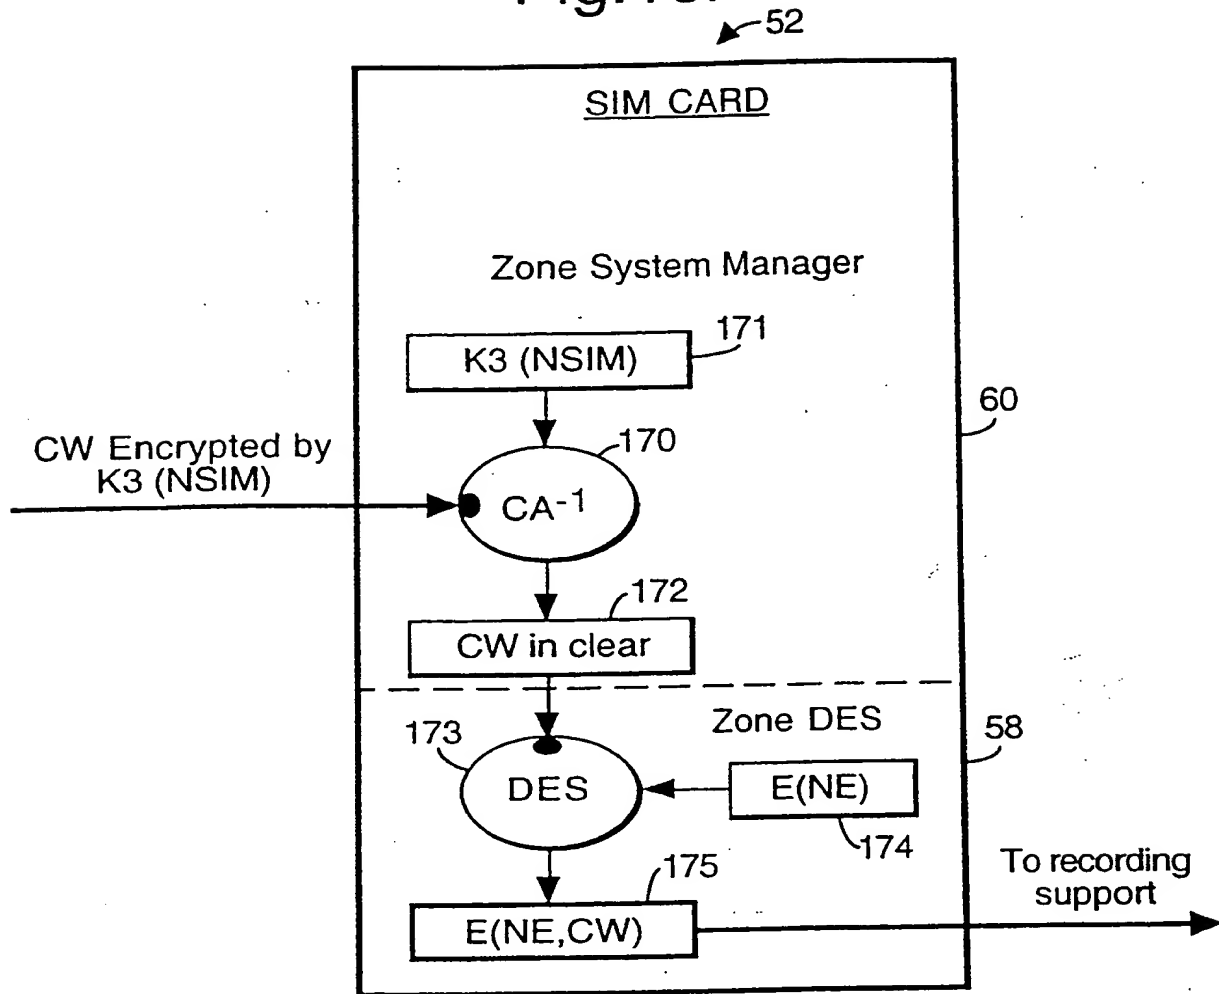 52
SIM CARD
Zone System Manager
171
K3 (NSIM)
60
170
CW Encrypted by
K3 (NSIM)
CA-1
172
CW in clear
Zone DES
58
173
DES
E(NE)
174
175
To recording
support
E(NE,CW)